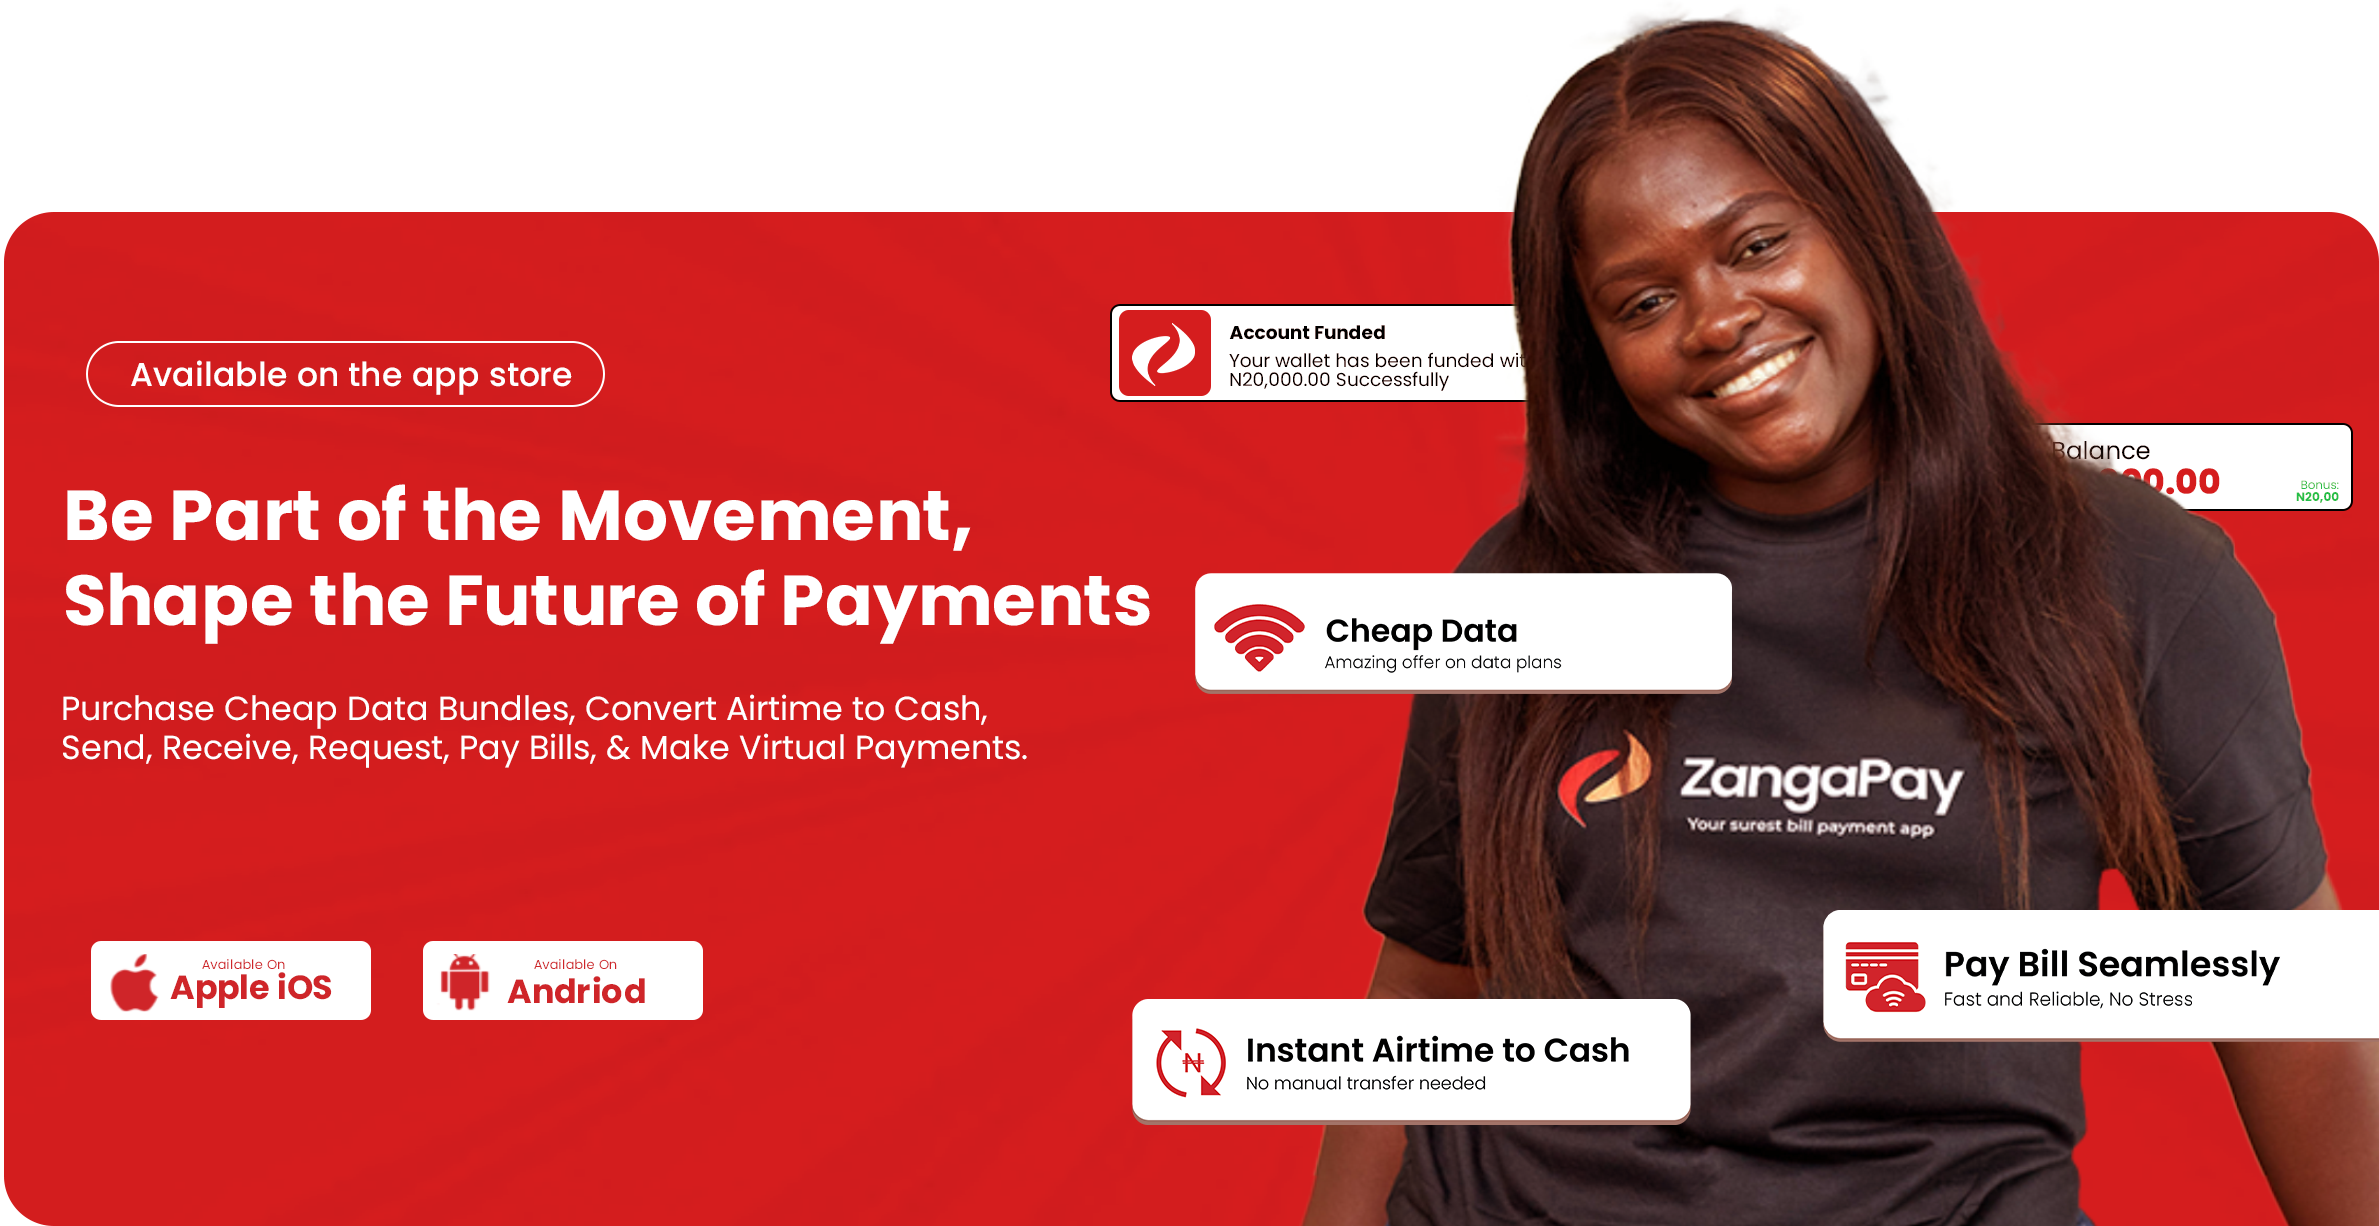 Available on the app store
Be Part of the Movement,
Shape the Future of Payments
Purchase Cheap Data Bundles, Convert Airtime to Cash,
Send, Receive, Request, Pay Bills, & Make Virtual Payments.
Available On
Apple iOS
Available On
Andriod
Account Funded
Your wallet has been funded
N20,000.00 Successfully
Balance
Bonus:
N20,00
Cheap Data
Amazing offer on data plans
ZangaPay
Your surest bill payment app
Pay Bill Seamlessly
Fast and Reliable, No Stress
Instant Airtime to Cash
No manual transfer needed